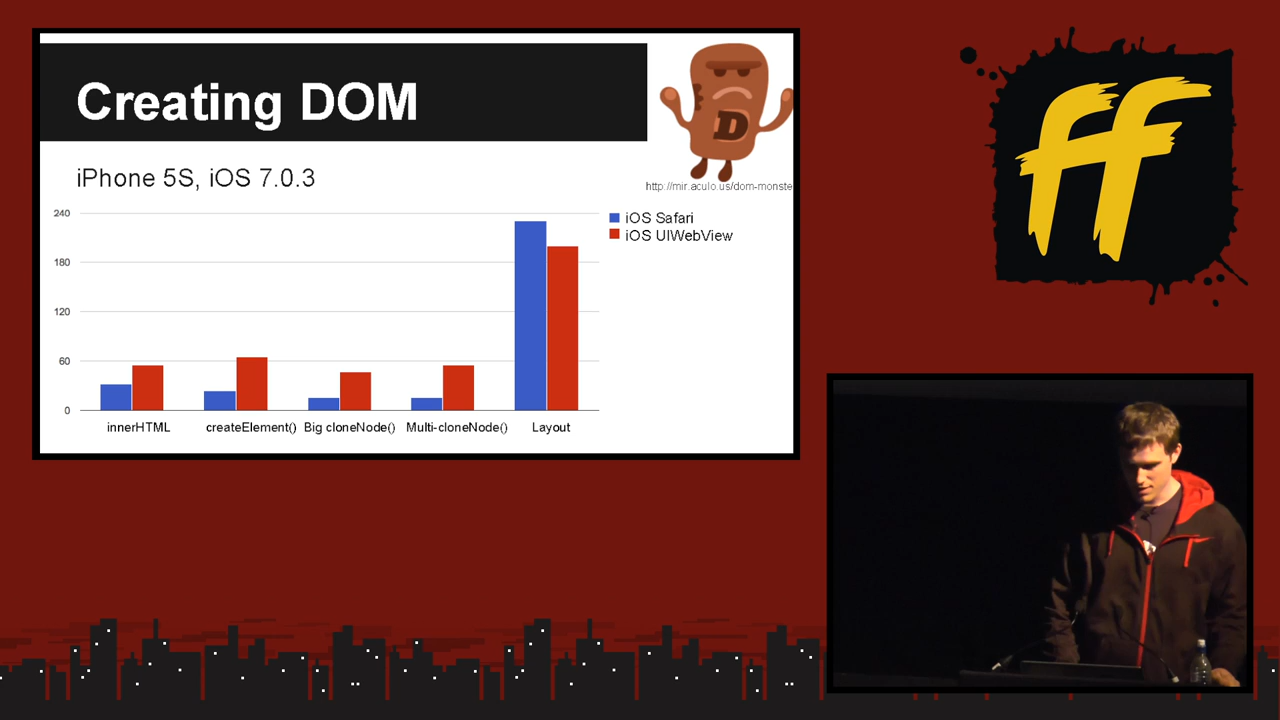 Creating DOM
D
http://mir.aculo.us/dom-monste
iPhone 5S, iOS 7.0.3
240
180
120
60
0
iOS Safari
iOS UIWebView
innerHTML
createElement()
Big cloneNode()
Multi-cloneNode()
Layout
ff